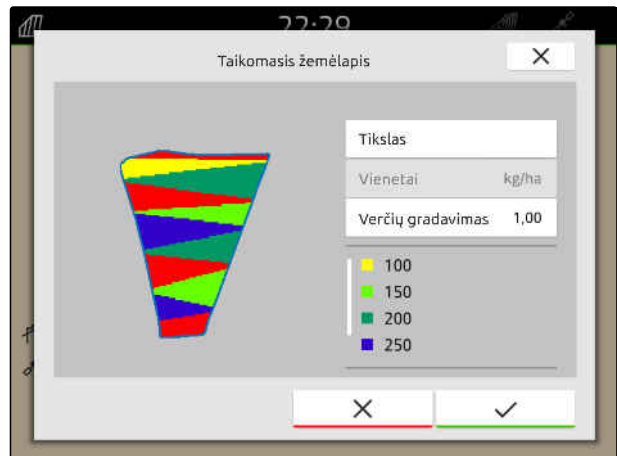 22:29
Taikomasis žemėlapis
Tikslas
Vienetai kg/ha
Verčių gradavimas 1,00
100
150
200
250